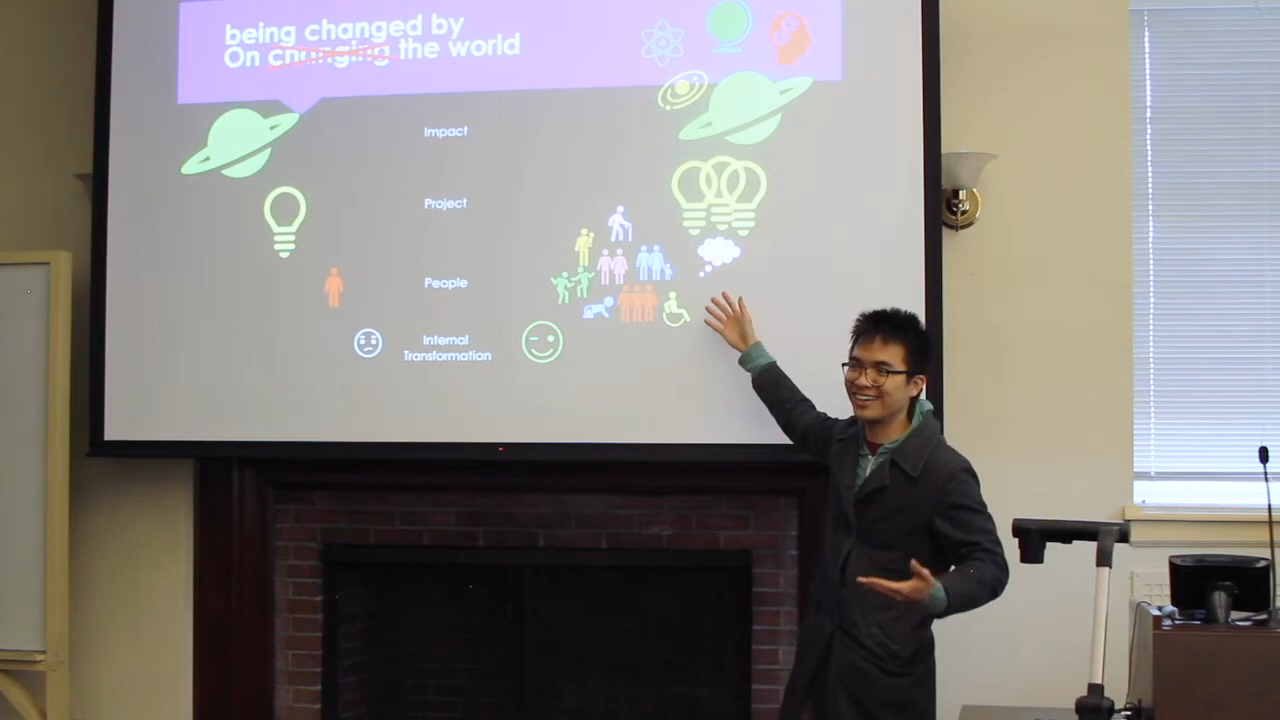 being changed by
On changing the world
Impact
Project
People
Internal
Transformation